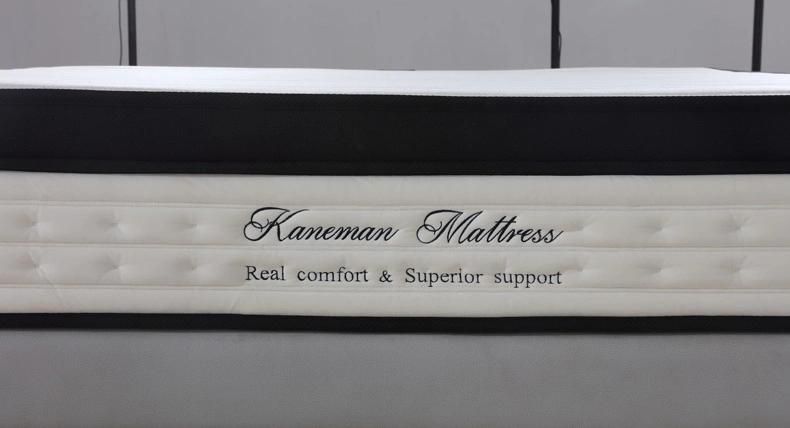 Kaneman Mattress
Real comfort & Superior support